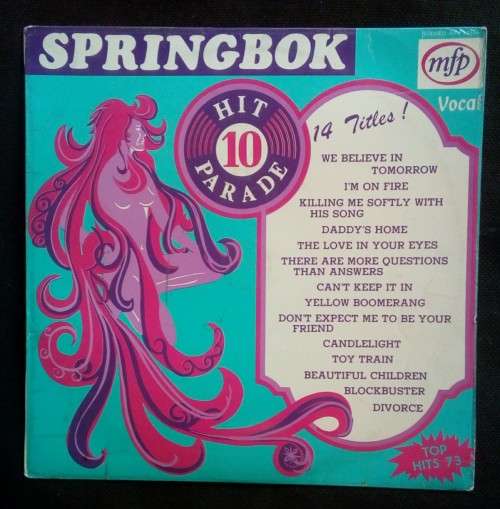 SPRINGBOK
mfp
Vocal
HIT
10
PARADE
14 Titles!
WE BELIEVE IN
TOMORROW
I'M ON FIRE
KILLING ME SOFTLY WITH
HIS SONG
DADDY'S HOME
THE LOVE IN YOUR EYES
THERE ARE MORE QUESTIONS
THAN ANSWERS
CAN'T KEEP IT IN
YELLOW BOOMERANG
DON'T EXPECT ME TO BE YOUR
FRIEND
CANDLELIGHT
TOY TRAIN
BEAUTIFUL CHILDREN
BLOCKBUSTER
DIVORCE
TOP
HITS 73